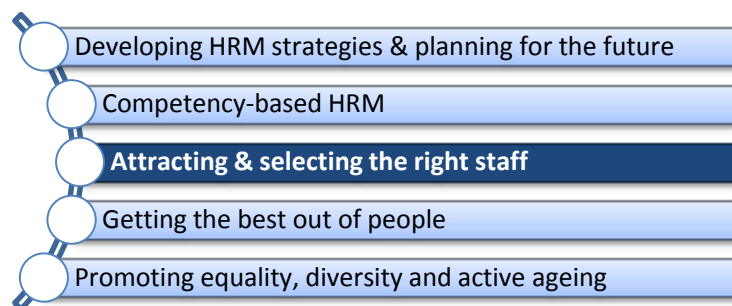 Developing HRM strategies & planning for the future
Competency-based HRM
Attracting & selecting the right staff
Getting the best out of people
Promoting equality, diversity and active ageing